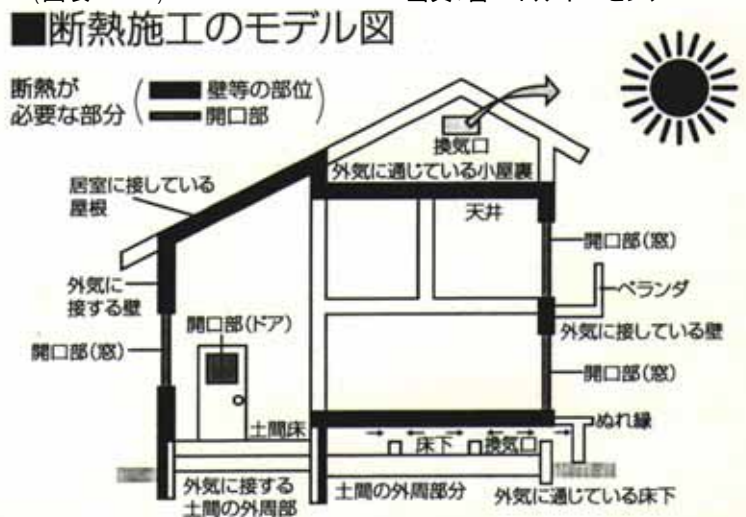 ■断熱施工のモデル図
断熱が
必要な部分
壁等の部位
開口部
換気口
外気に通じている小屋裏
居室に接している
屋根
天井
開口部(窓)
外気に
接する壁
ベランダ
開口部(ドア)
外気に接している壁
開口部(窓)
開口部(窓)
土間床
ぬれ縁
床下
換気口
外気に接する
土間の外周部
土間の外周部分
外気に通じている床下